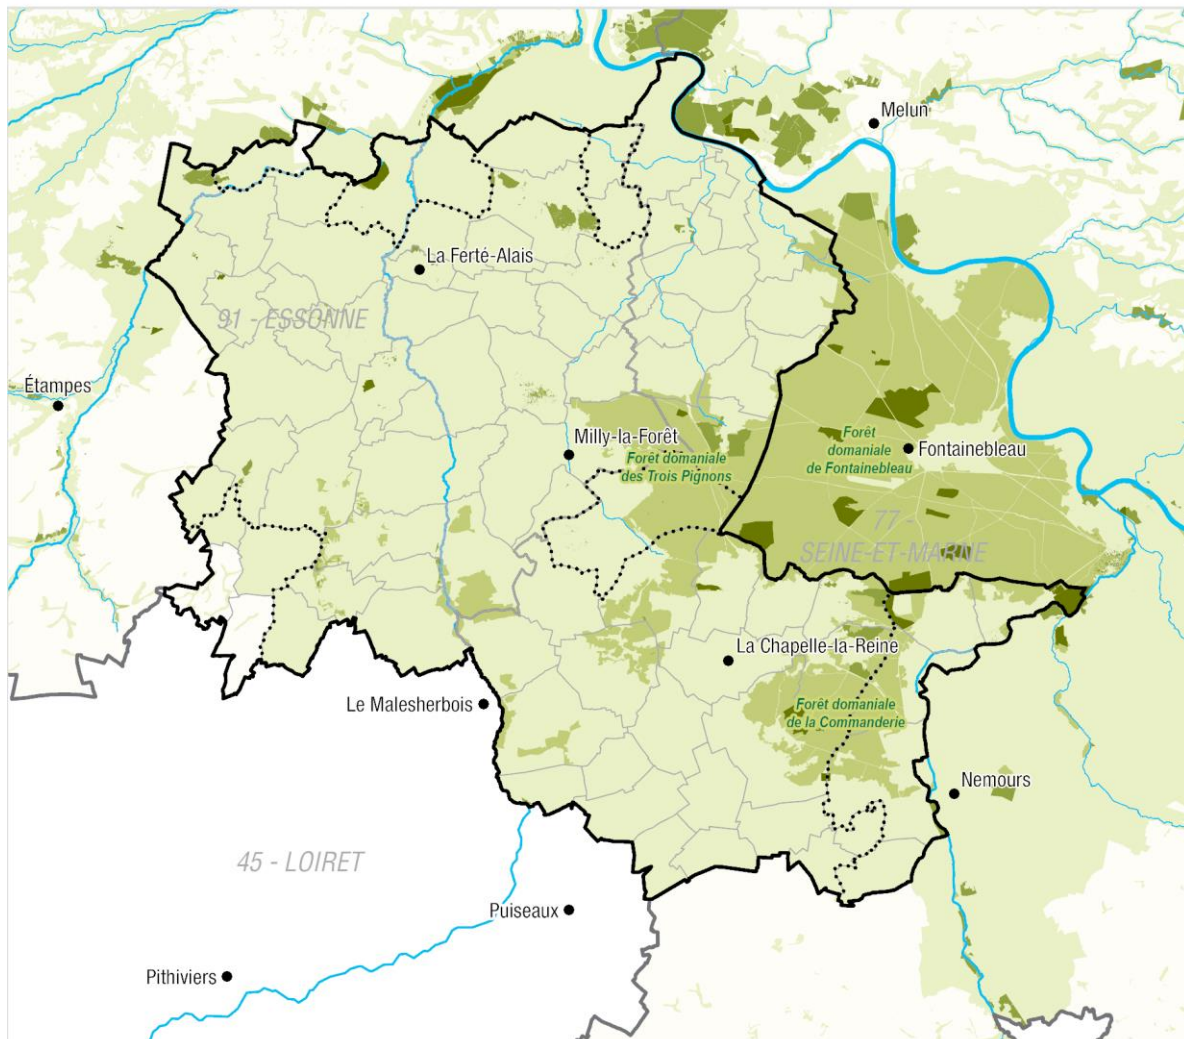 Melun
La Ferté-Alais
91 - ESSONNE
Étampes
Milly-la-Forêt
Forêt domaniale
des Trois Pignons
Forêt
domaniale
de Fontainebleau
Fontainebleau
77 -
SEINE-ET-MARNE
La Chapelle-la-Reine
Le Malesherbois
Forêt domaniale
de la Commanderie
Nemours
45 - LOIRET
Puiseaux
Pithiviers